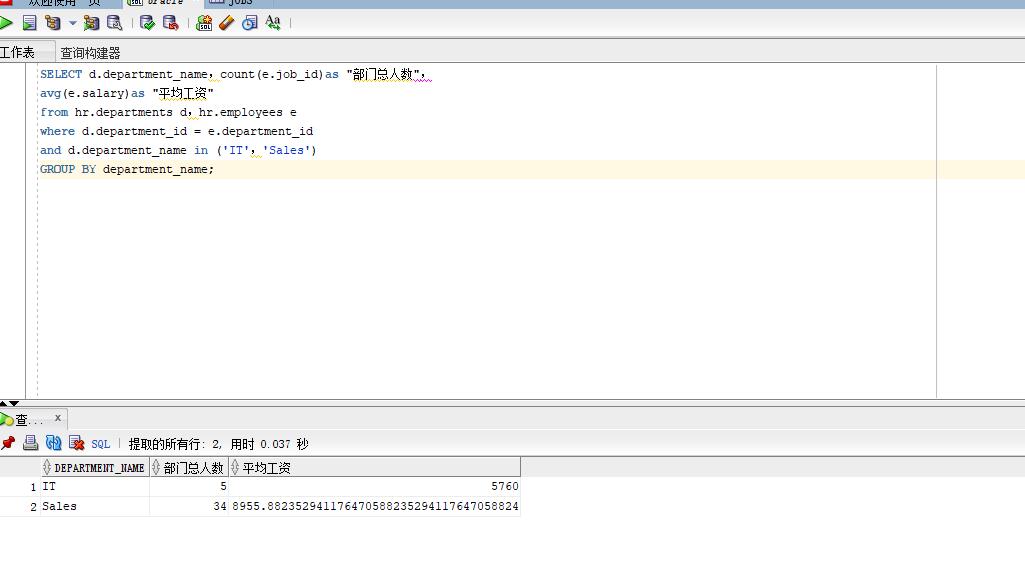 欢迎使用 页 oracle JOBS
工作表 查询构建器
SELECT d.department_name，count(e.job_id)as "部门总人数"，
avg(e.salary)as "平均工资"
from hr.departments d，hr.employees e
where d.department_id = e.department_id
and d.department_name in ('IT'，'Sales')
GROUP BY department_name;
查... x
SQL | 提取的所有行: 2, 用时 0.037 秒
DEPARTMENT_NAME 部门总人数 平均工资
1 IT 5 5760
2 Sales 34 8955.88235294117647058823529411764705 8824